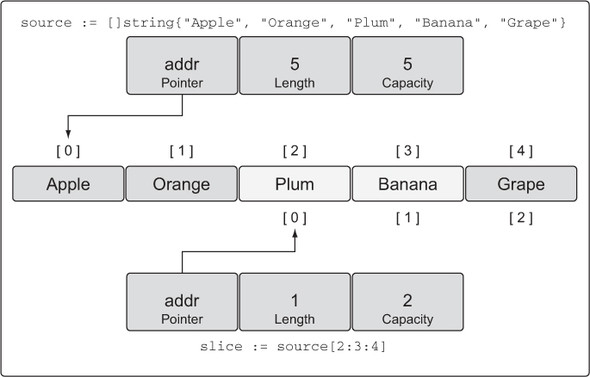 source := []string{"Apple", "Orange", "Plum", "Banana", "Grape"}
addr 5 5
Pointer Length Capacity
[0] [1] [2] [3] [4]
Apple Orange Plum Banana Grape
[0] [1] [2]
addr 1 2
Pointer Length Capacity
slice := source[2:3:4]